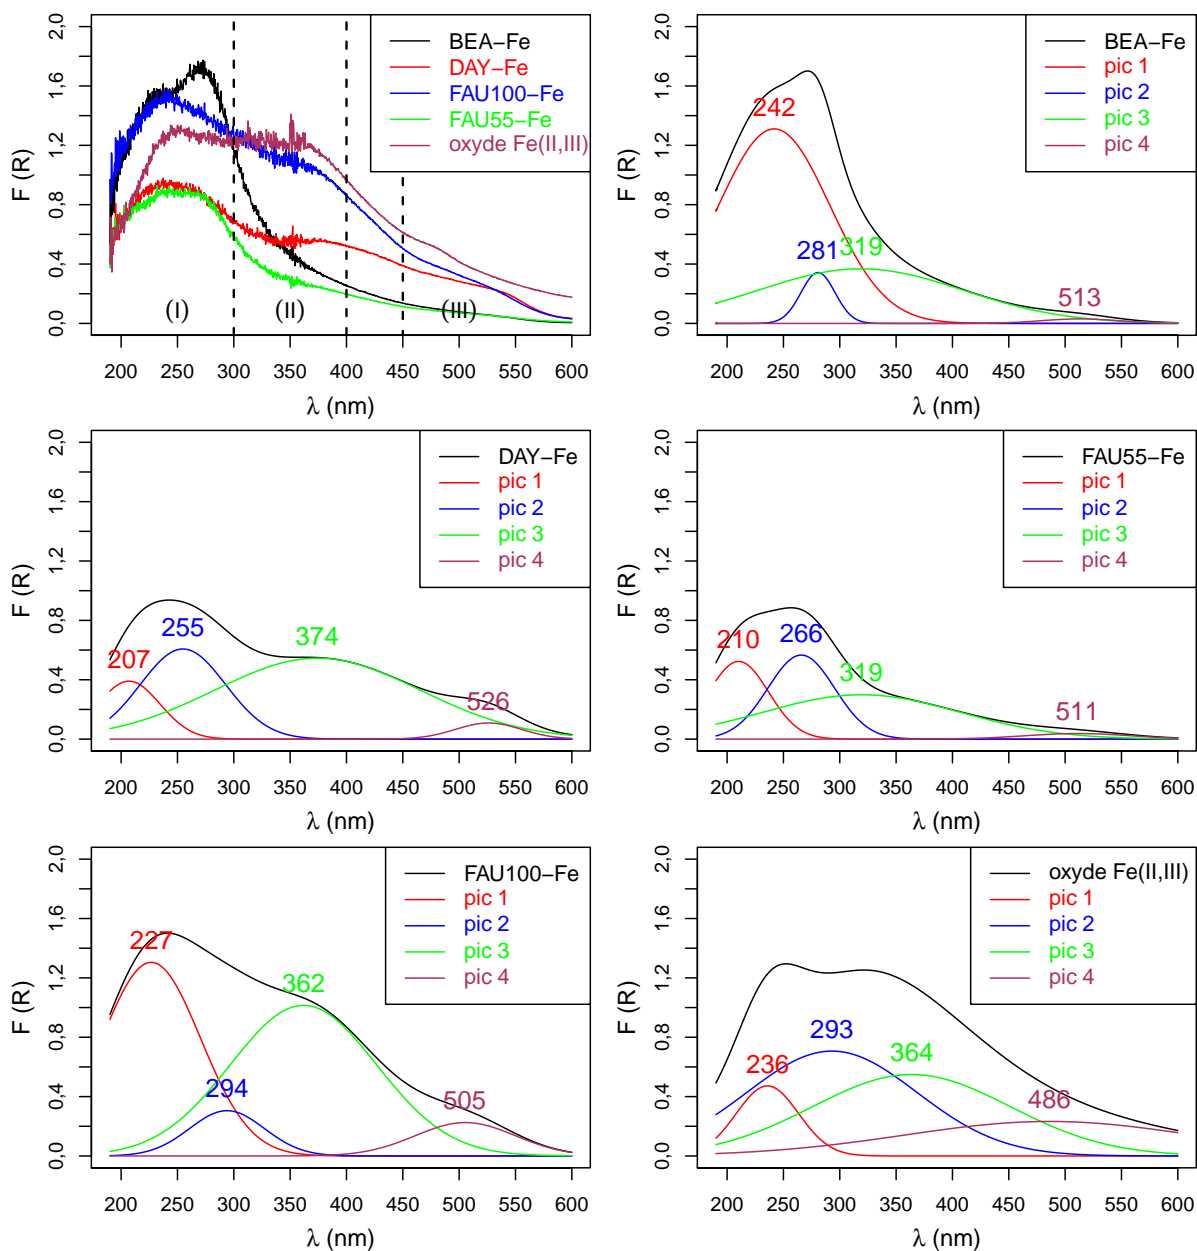 F (R)
0,0 0,4 0,8 1,2 1,6 2,0
BEA−Fe
DAY−Fe
FAU100−Fe
FAU55−Fe
oxyde Fe(II,III)
(I) (II) (III)
200 250 300 350 400 450 500 550 600
λ (nm)
F (R)
0,0 0,4 0,8 1,2 1,6 2,0
BEA−Fe
pic 1
pic 2
pic 3
pic 4
242
281
319
513
200 250 300 350 400 450 500 550 600
λ (nm)
F (R)
0,0 0,4 0,8 1,2 1,6 2,0
DAY−Fe
pic 1
pic 2
pic 3
pic 4
207
255
374
526
200 250 300 350 400 450 500 550 600
λ (nm)
F (R)
0,0 0,4 0,8 1,2 1,6 2,0
FAU55−Fe
pic 1
pic 2
pic 3
pic 4
210
266
319
511
200 250 300 350 400 450 500 550 600
λ (nm)
F (R)
0,0 0,4 0,8 1,2 1,6 2,0
FAU100−Fe
pic 1
pic 2
pic 3
pic 4
227
294
362
505
200 250 300 350 400 450 500 550 600
λ (nm)
F (R)
0,0 0,4 0,8 1,2 1,6 2,0
oxyde Fe(II,III)
pic 1
pic 2
pic 3
pic 4
236
293
364
486
200 250 300 350 400 450 500 550 600
λ (nm)